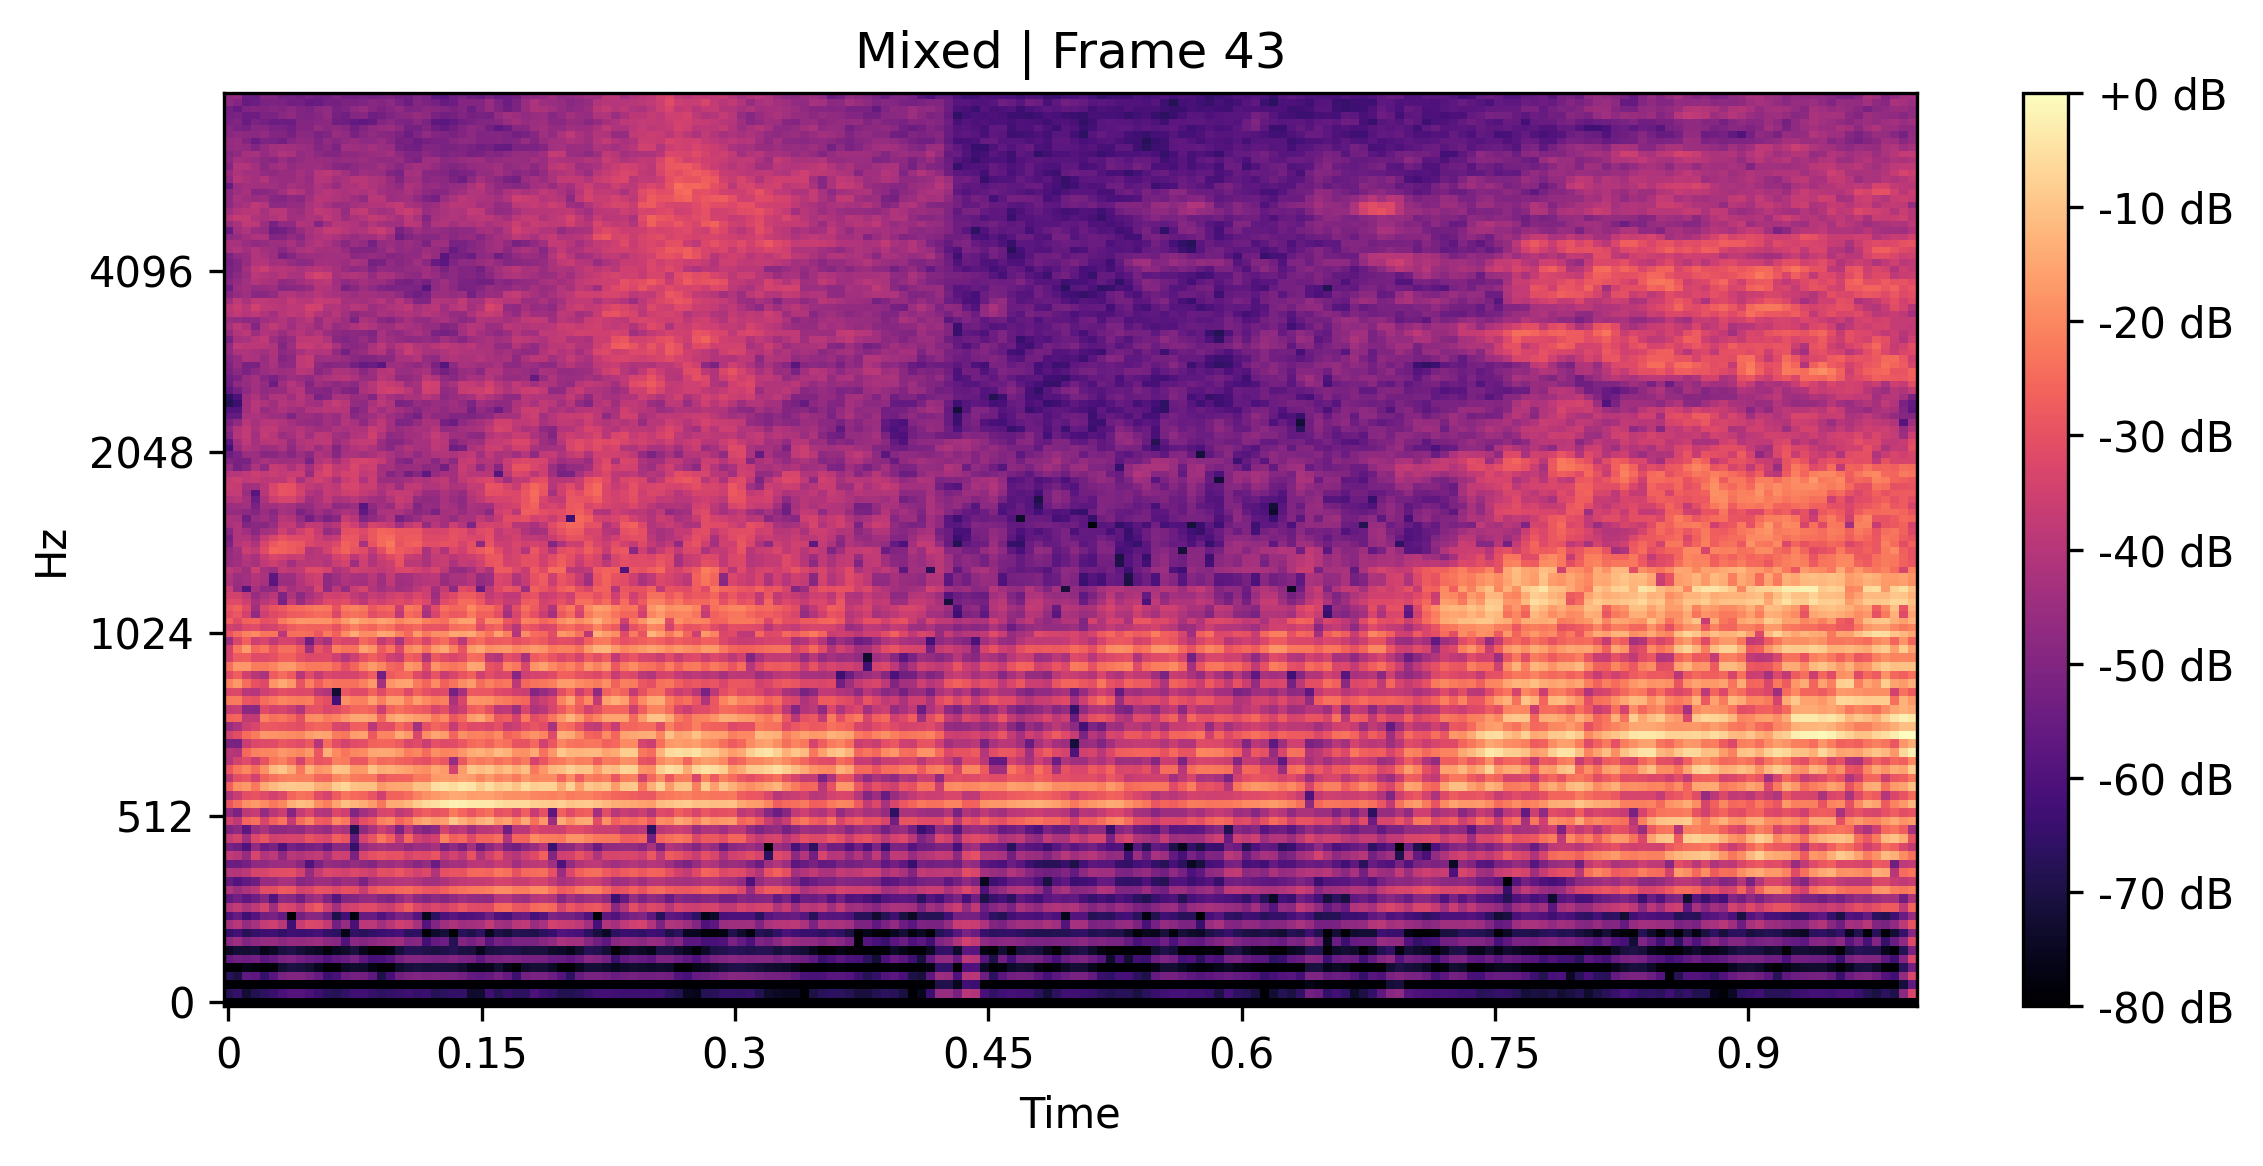 Mixed | Frame 43
Hz
4096
2048
1024
512
0
0 0.15 0.3 0.45 0.6 0.75 0.9
Time
+0 dB
-10 dB
-20 dB
-30 dB
-40 dB
-50 dB
-60 dB
-70 dB
-80 dB